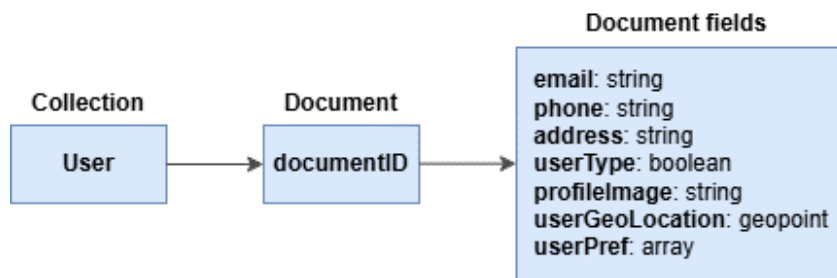 Document fields
Collection
Document
User
documentID
email: string
phone: string
address: string
userType: boolean
profileImage: string
userGeoLocation: geopoint
userPref: array